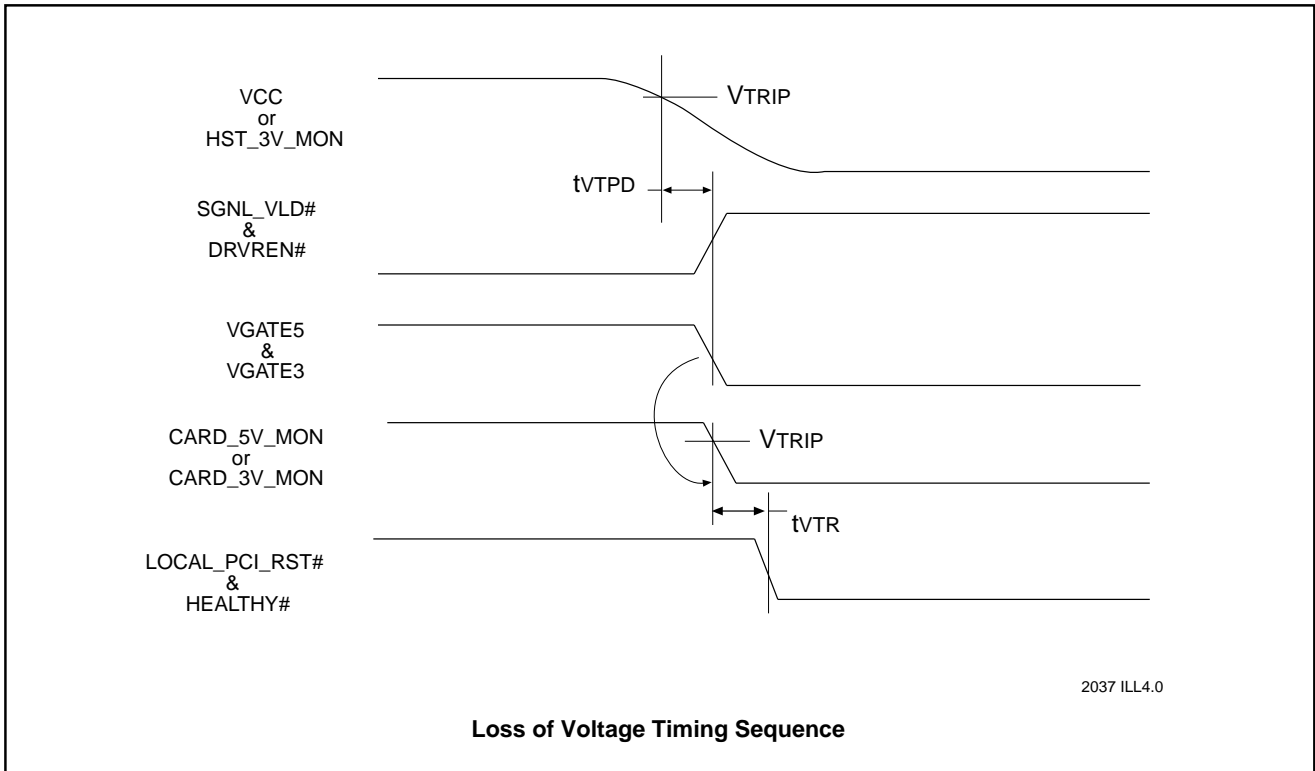 VCC
or
HST_3V_MON
VTRIP
tVTPD
SGNL_VLD#
&
DRVREN#
VGATE5
&
VGATE3
CARD_5V_MON
or
CARD_3V_MON
VTRIP
tVTR
LOCAL_PCI_RST#
&
HEALTHY#
2037 ILL4.0
Loss of Voltage Timing Sequence